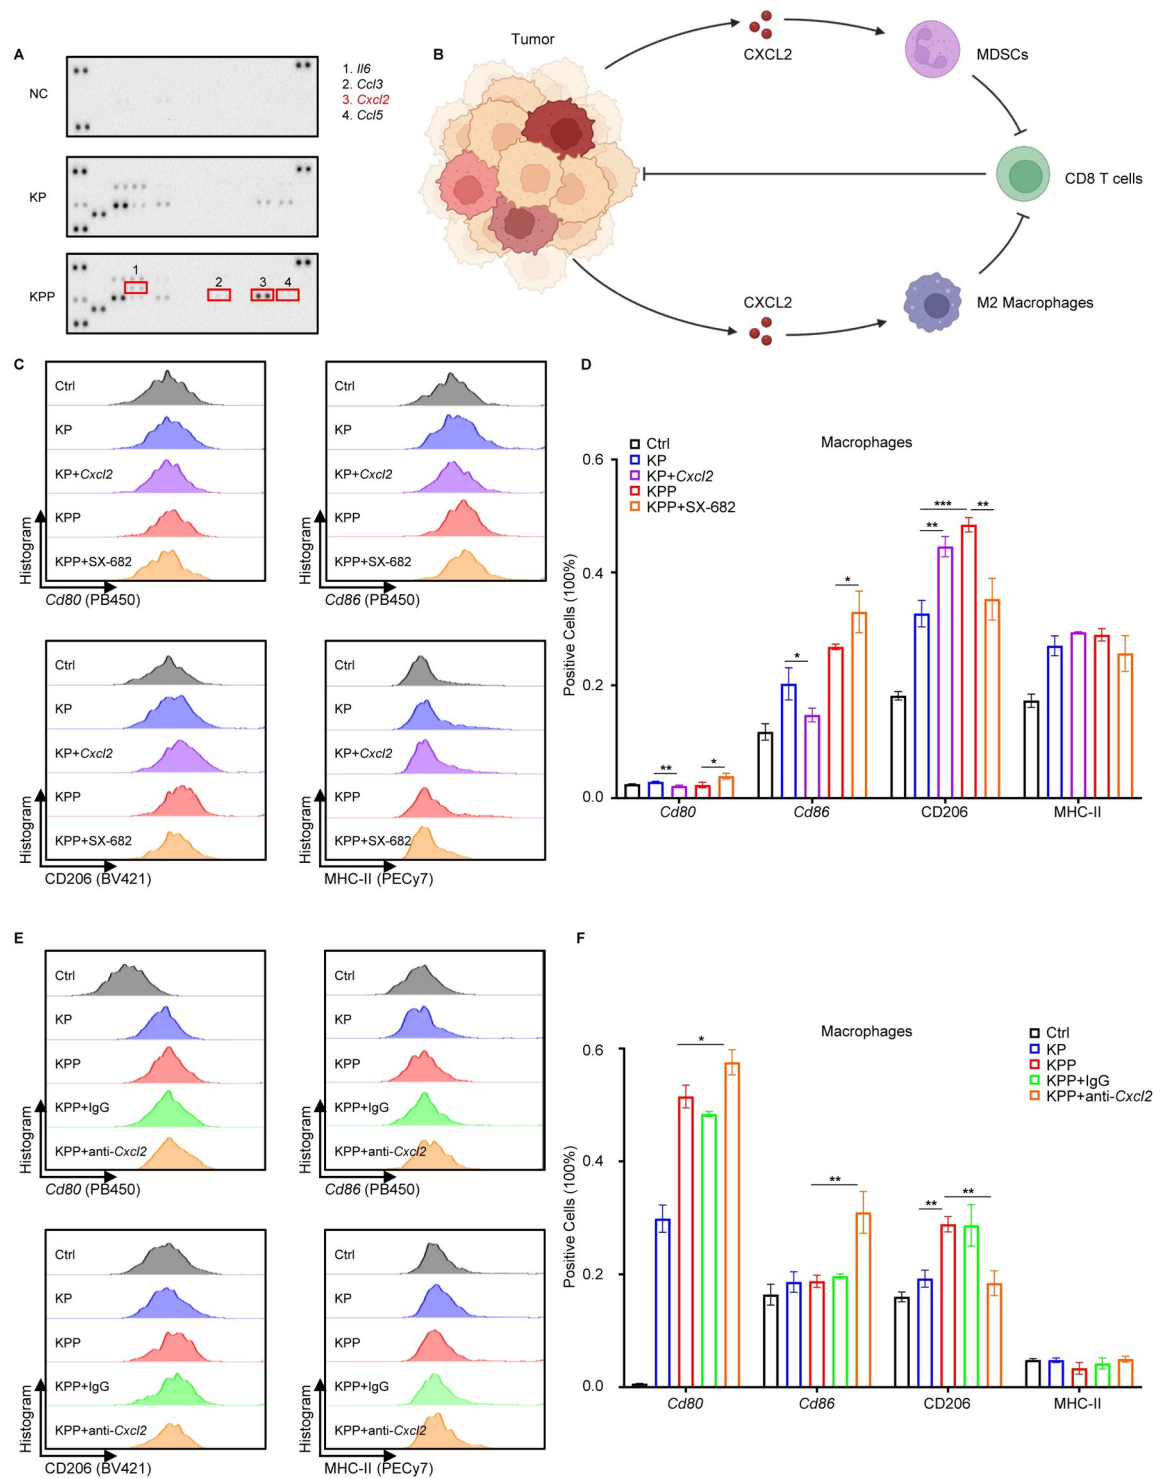 A
NC
KP
KPP
1
2
3
4
1. Il6
2. Ccl3
3. Cxcl2
4. Ccl5
B
Tumor
CXCL2
MDSCs
CD8 T cells
CXCL2
M2 Macrophages
C
Ctrl
KP
KP+Cxcl2
KPP
KPP+SX-682
Histogram
Cd80 (PB450)
Ctrl
KP
KP+Cxcl2
KPP
KPP+SX-682
Histogram
Cd86 (PB450)
Ctrl
KP
KP+Cxcl2
KPP
KPP+SX-682
Histogram
CD206 (BV421)
Ctrl
KP
KP+Cxcl2
KPP
KPP+SX-682
Histogram
MHC-II (PECy7)
D
Macrophages
Ctrl
KP
KP+Cxcl2
KPP
KPP+SX-682
Positive Cells (100%)
0.6
0.4
0.2
0.0
**
*
*
*
***
**
**
Cd80
Cd86
CD206
MHC-II
E
Ctrl
KP
KPP
KPP+IgG
KPP+anti-Cxcl2
Histogram
Cd80 (PB450)
Ctrl
KP
KPP
KPP+IgG
KPP+anti-Cxcl2
Histogram
Cd86 (PB450)
Ctrl
KP
KPP
KPP+IgG
KPP+anti-Cxcl2
Histogram
CD206 (BV421)
Ctrl
KP
KPP
KPP+IgG
KPP+anti-Cxcl2
Histogram
MHC-II (PECy7)
F
Macrophages
Ctrl
KP
KPP
KPP+IgG
KPP+anti-Cxcl2
Positive Cells (100%)
0.6
0.4
0.2
0.0
*
**
**
**
Cd80
Cd86
CD206
MHC-II